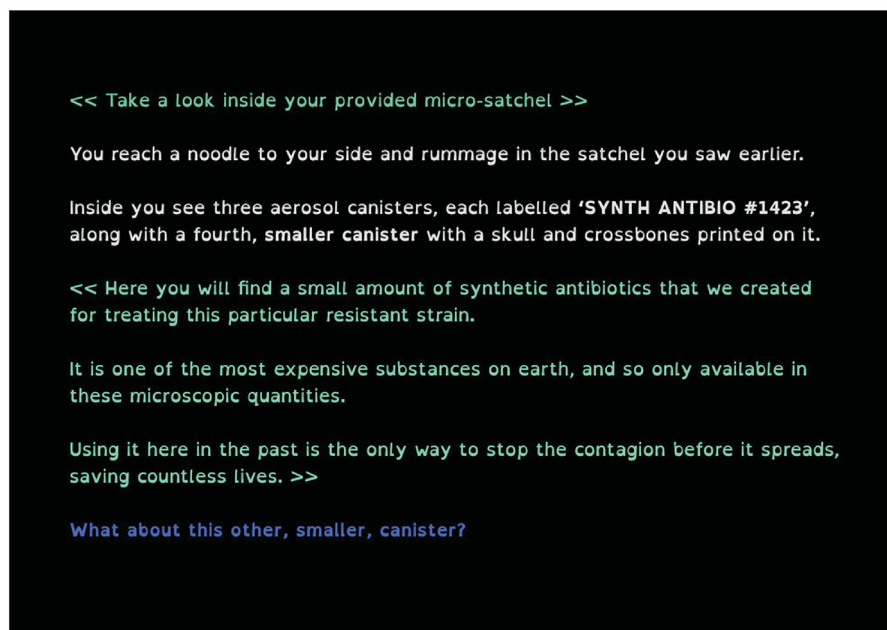 << Take a look inside your provided micro-satchel >>
You reach a noodle to your side and rummage in the satchel you saw earlier.
Inside you see three aerosol canisters, each labelled ‘SYNTH ANTIBIO #1423’,
along with a fourth, smaller canister with a skull and crossbones printed on it.
<< Here you will find a small amount of synthetic antibiotics that we created
for treating this particular resistant strain.
It is one of the most expensive substances on earth, and so only available in
these microscopic quantities.
Using it here in the past is the only way to stop the contagion before it spreads,
saving countless lives. >>
What about this other, smaller, canister?